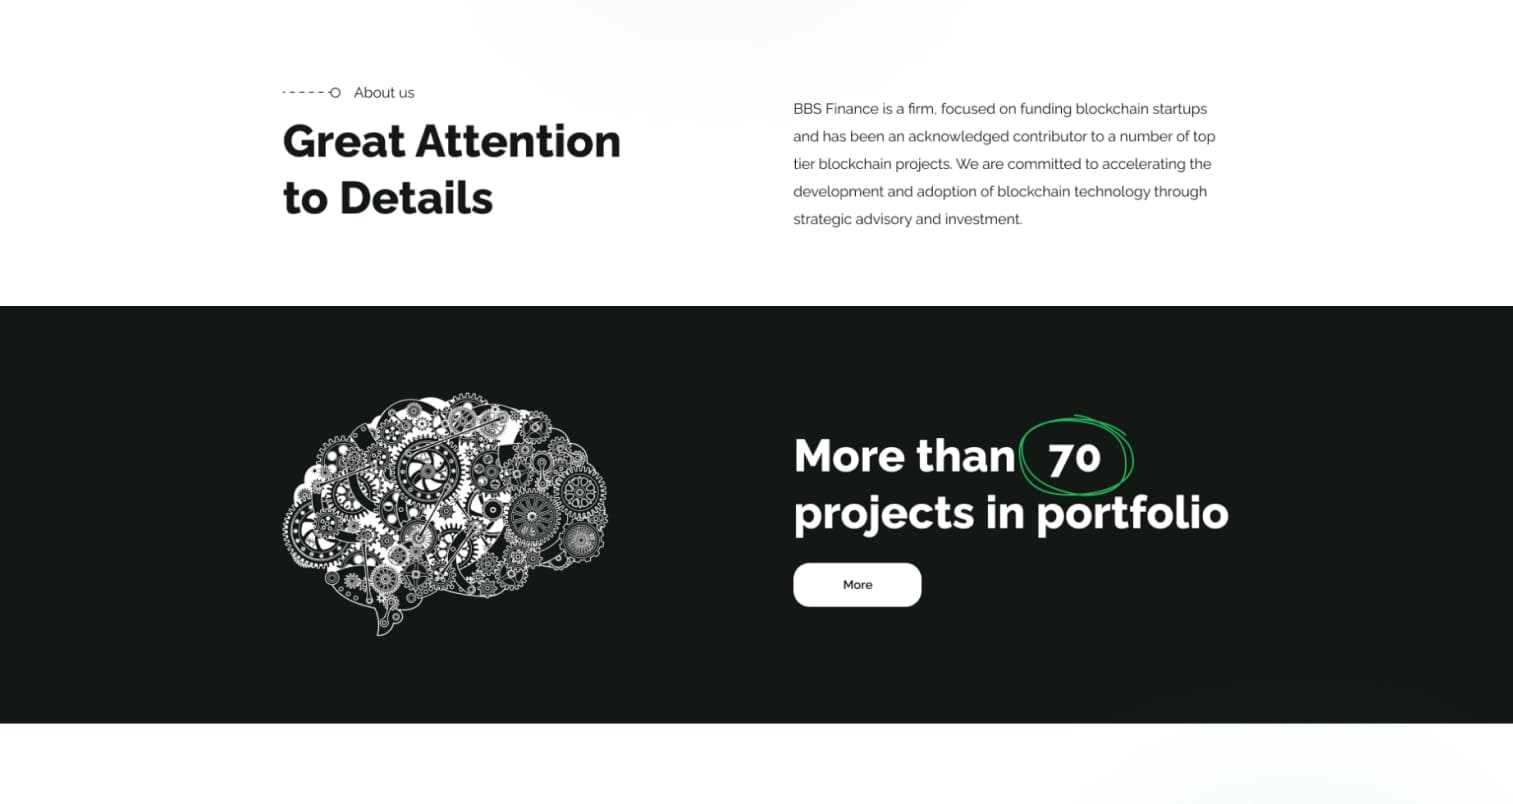 About us
Great Attention
to Details
BBS Finance is a firm, focused on funding blockchain startups
and has been an acknowledged contributor to a number of top
tier blockchain projects. We are committed to accelerating the
development and adoption of blockchain technology through
strategic advisory and investment.
More than 70
projects in portfolio
More